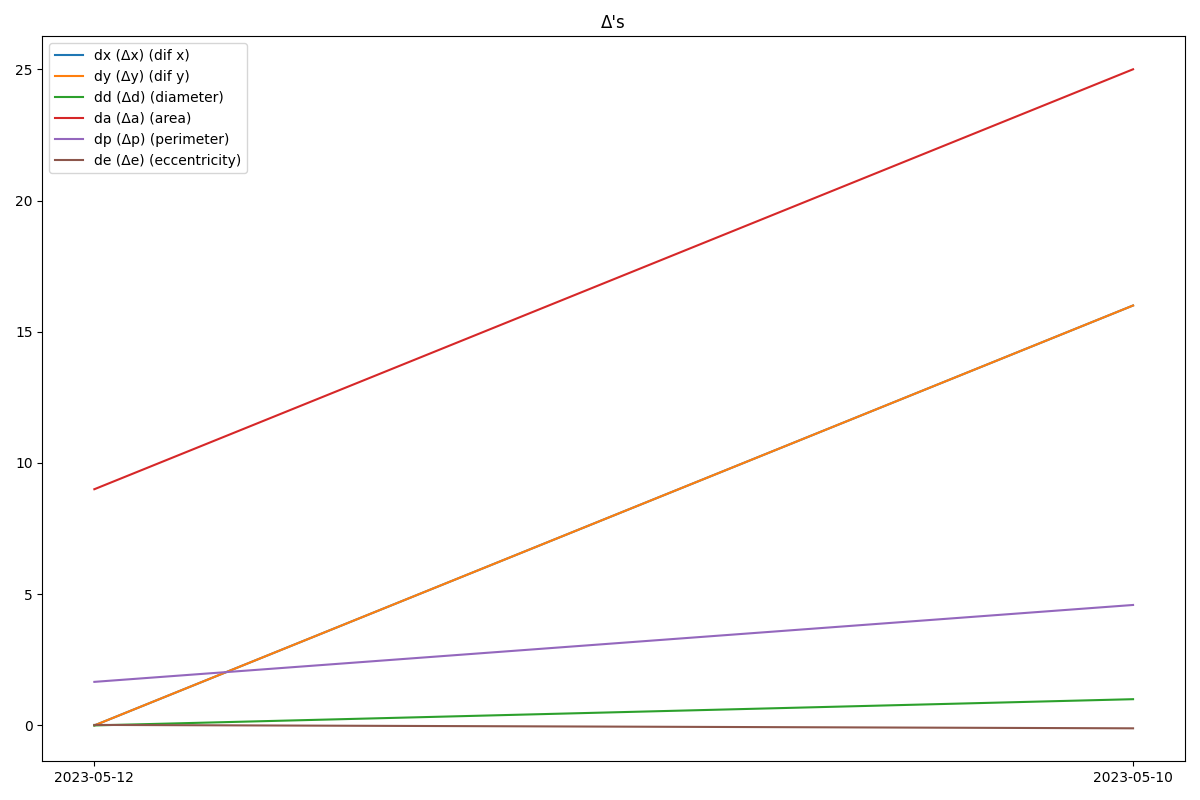 Δ's
dx (Δx) (dif x)
dy (Δy) (dif y)
dd (Δd) (diameter)
da (Δa) (area)
dp (Δp) (perimeter)
de (Δe) (eccentricity)
25
20
15
10
5
0
2023-05-12 2023-05-10